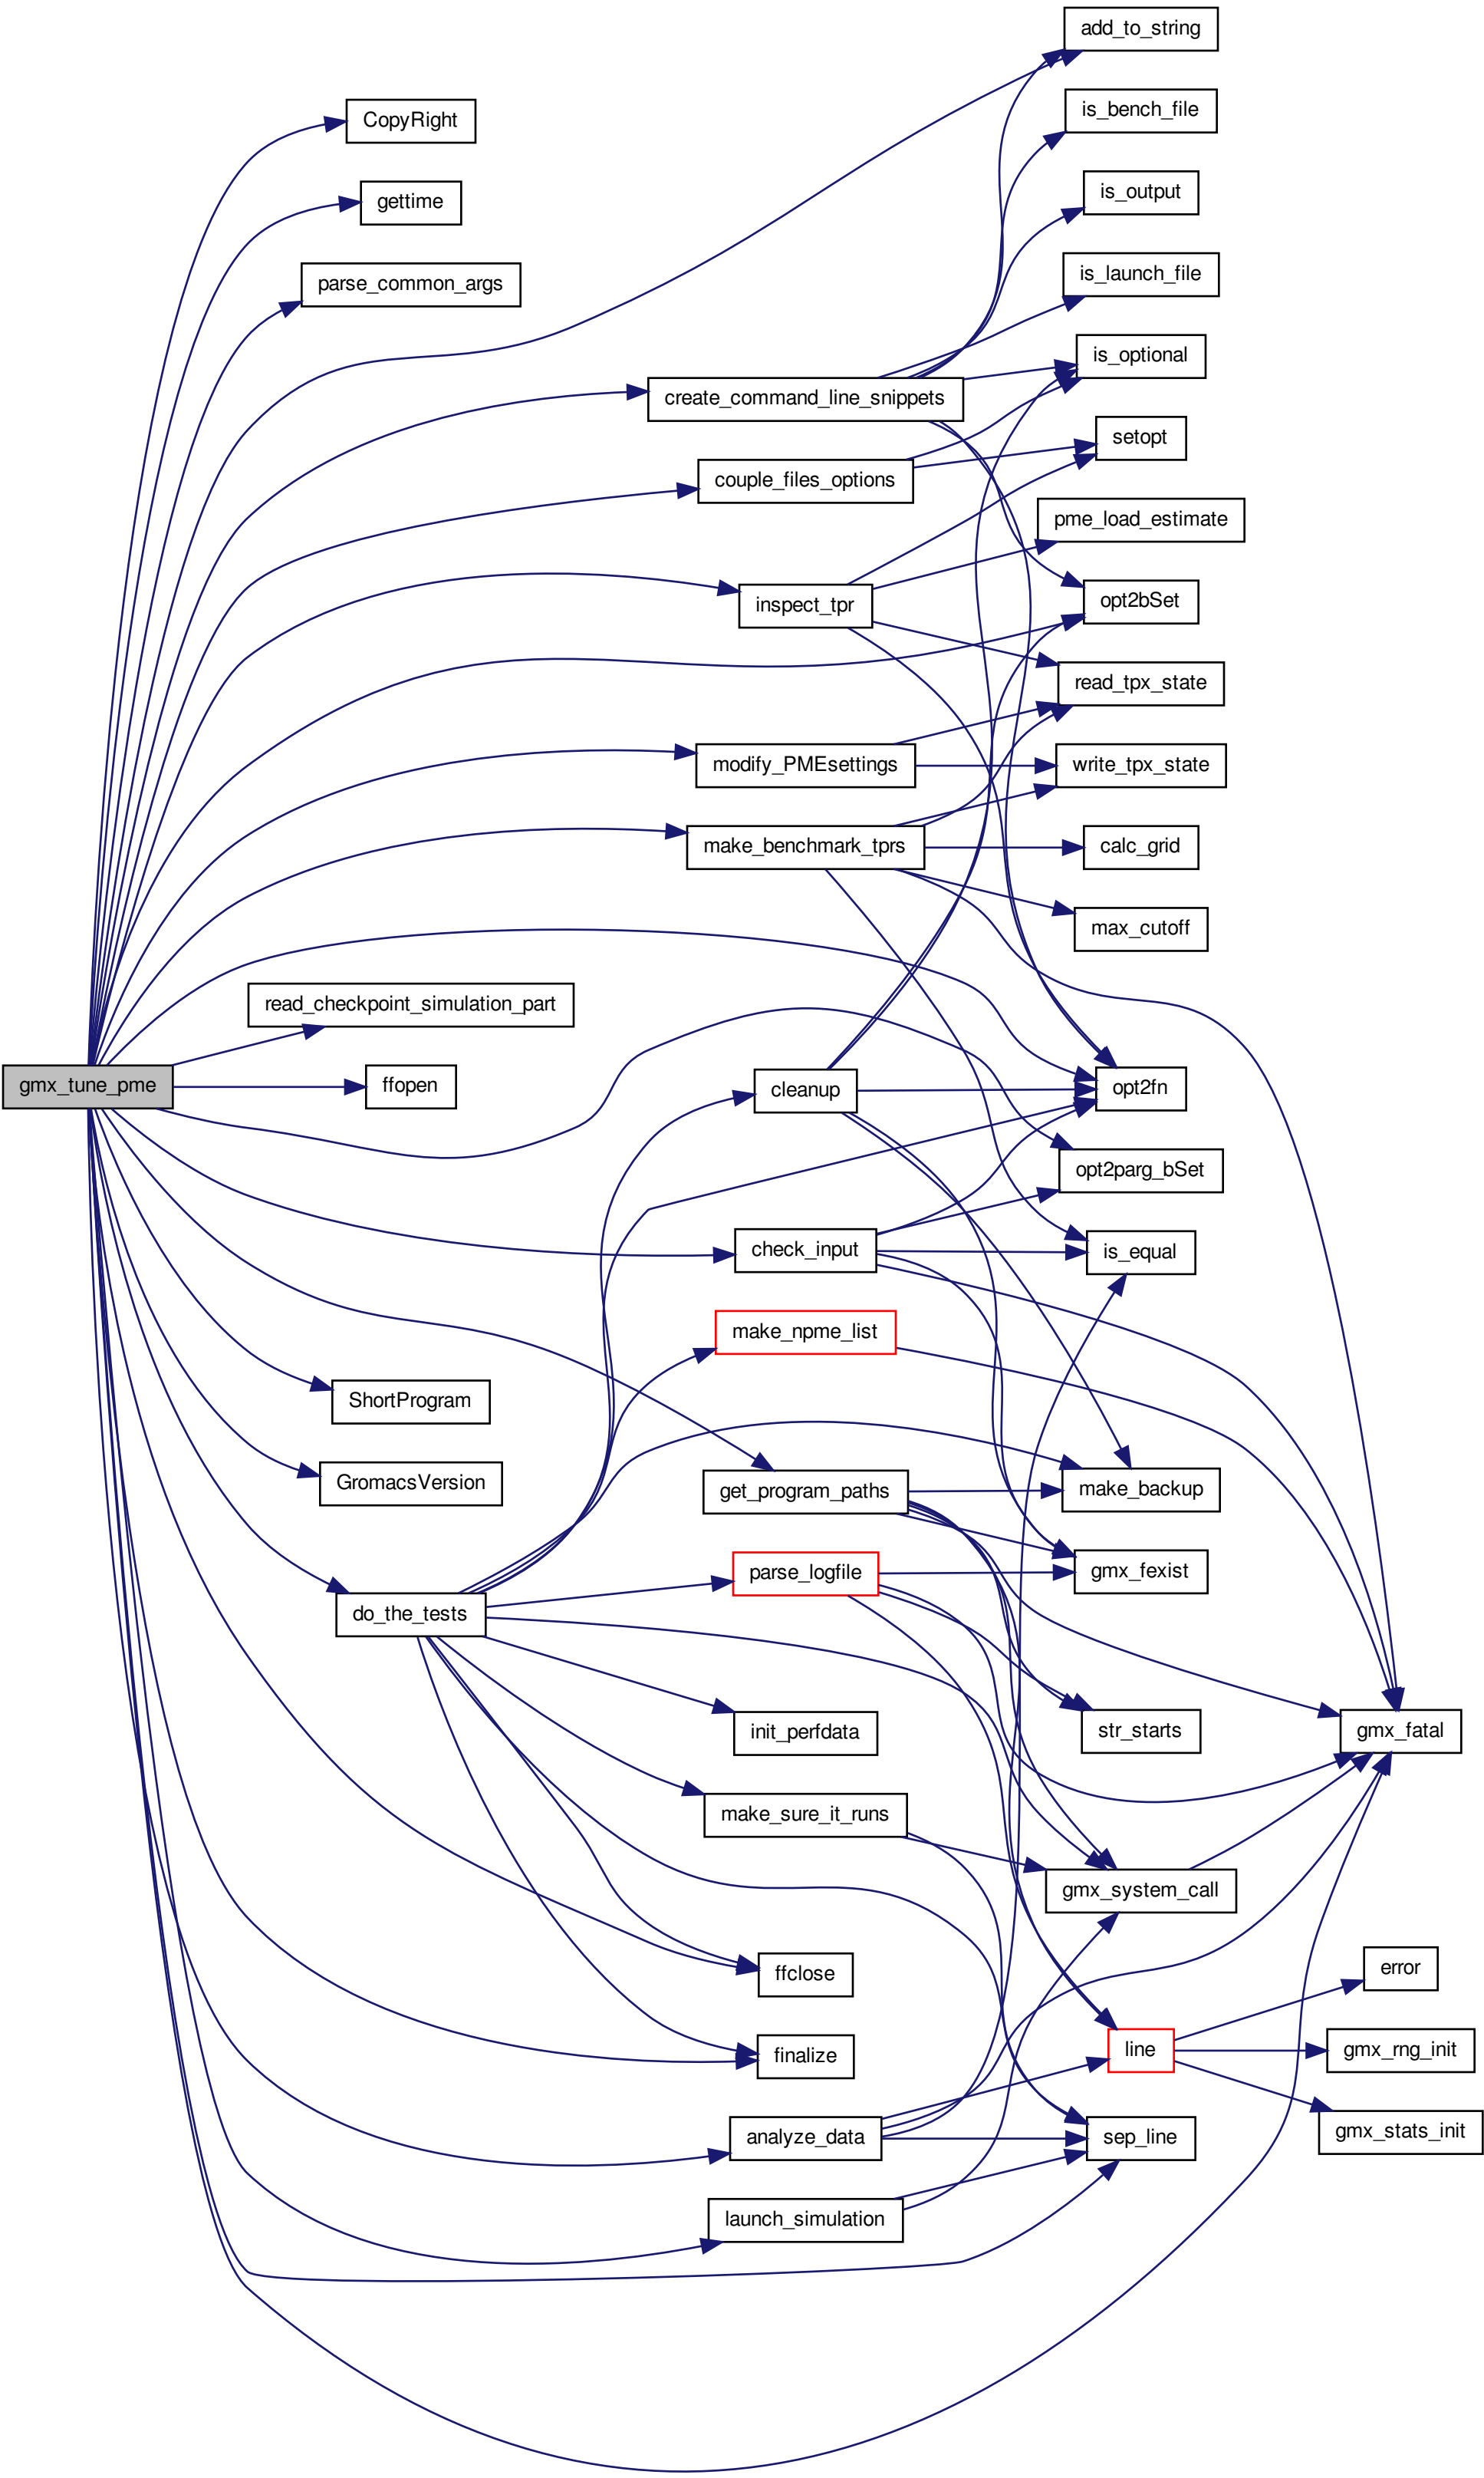 add_to_string
is_bench_file
CopyRight
is_output
gettime
is_launch_file
parse_common_args
is_optional
create_command_line_snippets
setopt
couple_files_options
pme_load_estimate
opt2bSet
inspect_tpr
read_tpx_state
write_tpx_state
modify_PMEsettings
calc_grid
make_benchmark_tprs
max_cutoff
read_checkpoint_simulation_part
gmx_tune_pme
ffopen
cleanup
opt2fn
opt2parg_bSet
check_input
is_equal
make_npme_list
ShortProgram
GromacsVersion
get_program_paths
make_backup
parse_logfile
gmx_fexist
do_the_tests
init_perfdata
str_starts
gmx_fatal
make_sure_it_runs
gmx_system_call
error
ffclose
finalize
line
gmx_rng_init
analyze_data
sep_line
gmx_stats_init
launch_simulation